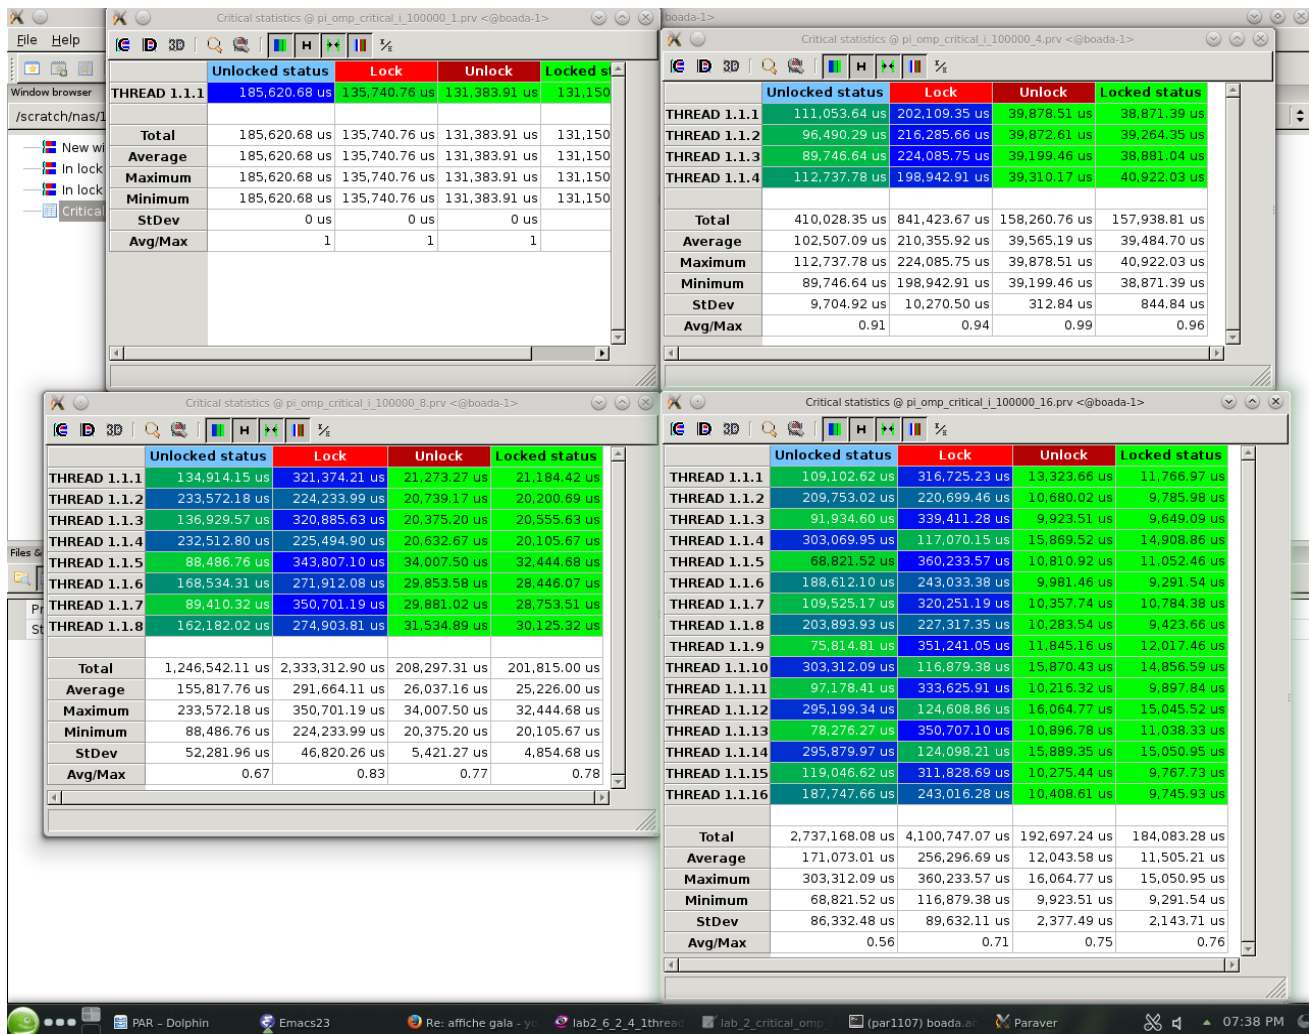 Critical statistics @ pi_omp_critical_i_100000_1.prv <@boada-1>
boada-1>
File Help
3D H
Window browser
/scratch/nas/1
New wi
In lock
In lock
Critical
Unlocked status Lock Unlock Locked st
THREAD 1.1.1 185,620.68 us 135,740.76 us 131,383.91 us 131,150
Total 185,620.68 us 135,740.76 us 131,383.91 us 131,150
Average 185,620.68 us 135,740.76 us 131,383.91 us 131,150
Maximum 185,620.68 us 135,740.76 us 131,383.91 us 131,150
Minimum 185,620.68 us 135,740.76 us 131,383.91 us 131,150
StDev 0 us 0 us 0 us
Avg/Max 1 1 1
Critical statistics @ pi_omp_critical_i_100000_4.prv <@boada-1>
3D H
Unlocked status Lock Unlock Locked status
THREAD 1.1.1 111,053.64 us 202,109.35 us 39,878.51 us 38,871.39 us
THREAD 1.1.2 96,490.29 us 216,285.66 us 39,872.61 us 39,264.35 us
THREAD 1.1.3 89,746.64 us 224,085.75 us 39,199.46 us 38,881.04 us
THREAD 1.1.4 112,737.78 us 198,942.91 us 39,310.17 us 40,922.03 us
Total 410,028.35 us 841,423.67 us 158,260.76 us 157,938.81 us
Average 102,507.09 us 210,355.92 us 39,565.19 us 39,484.70 us
Maximum 112,737.78 us 224,085.75 us 39,878.51 us 40,922.03 us
Minimum 89,746.64 us 198,942.91 us 39,199.46 us 38,871.39 us
StDev 9,704.92 us 10,270.50 us 312.84 us 844.84 us
Avg/Max 0.91 0.94 0.99 0.96
Critical statistics @ pi_omp_critical_i_100000_8.prv <@boada-1>
3D H
Files &
Pr
St
Unlocked status Lock Unlock Locked status
THREAD 1.1.1 134,914.15 us 321,374.21 us 21,273.27 us 21,184.42 us
THREAD 1.1.2 233,572.18 us 224,233.99 us 20,739.17 us 20,200.69 us
THREAD 1.1.3 136,929.57 us 320,885.63 us 20,375.20 us 20,555.63 us
THREAD 1.1.4 232,512.80 us 225,494.90 us 20,632.67 us 20,105.67 us
THREAD 1.1.5 88,486.76 us 343,807.10 us 34,007.50 us 32,444.68 us
THREAD 1.1.6 168,534.31 us 271,912.08 us 29,853.58 us 28,446.07 us
THREAD 1.1.7 89,410.32 us 350,701.19 us 29,881.02 us 28,753.51 us
THREAD 1.1.8 162,182.02 us 274,903.81 us 31,534.89 us 30,125.32 us
Total 1,246,542.11 us 2,333,312.90 us 208,297.31 us 201,815.00 us
Average 155,817.76 us 291,664.11 us 26,037.16 us 25,226.00 us
Maximum 233,572.18 us 350,701.19 us 34,007.50 us 32,444.68 us
Minimum 88,486.76 us 224,233.99 us 20,375.20 us 20,105.67 us
StDev 52,281.96 us 46,820.26 us 5,421.27 us 4,854.68 us
Avg/Max 0.67 0.83 0.77 0.78
Critical statistics @ pi_omp_critical_i_100000_16.prv <@boada-1>
3D H
Unlocked status Lock Unlock Locked status
THREAD 1.1.1 109,102.62 us 316,725.23 us 13,323.66 us 11,766.97 us
THREAD 1.1.2 209,753.02 us 220,699.46 us 10,680.02 us 9,785.98 us
THREAD 1.1.3 91,934.60 us 339,411.28 us 9,923.51 us 9,649.09 us
THREAD 1.1.4 303,069.95 us 117,070.15 us 15,869.52 us 14,908.86 us
THREAD 1.1.5 68,821.52 us 360,233.57 us 10,810.92 us 11,052.46 us
THREAD 1.1.6 188,612.10 us 243,033.38 us 9,981.46 us 9,291.54 us
THREAD 1.1.7 109,525.17 us 320,251.19 us 10,357.74 us 10,784.38 us
THREAD 1.1.8 203,893.93 us 227,317.35 us 10,283.54 us 9,423.66 us
THREAD 1.1.9 75,814.81 us 351,241.05 us 11,845.16 us 12,017.46 us
THREAD 1.1.10 303,312.09 us 116,879.38 us 15,870.43 us 14,856.59 us
THREAD 1.1.11 97,178.41 us 333,625.91 us 10,216.32 us 9,897.84 us
THREAD 1.1.12 295,199.34 us 124,608.86 us 16,064.77 us 15,045.52 us
THREAD 1.1.13 78,276.27 us 350,707.10 us 10,896.78 us 11,038.33 us
THREAD 1.1.14 295,879.97 us 124,098.21 us 15,889.35 us 15,050.95 us
THREAD 1.1.15 119,046.62 us 311,828.69 us 10,275.44 us 9,767.73 us
THREAD 1.1.16 187,747.66 us 243,016.28 us 10,408.61 us 9,745.93 us
Total 2,737,168.08 us 4,100,747.07 us 192,697.24 us 184,083.28 us
Average 171,073.01 us 256,296.69 us 12,043.58 us 11,505.21 us
Maximum 303,312.09 us 360,233.57 us 16,064.77 us 15,050.95 us
Minimum 68,821.52 us 116,879.38 us 9,923.51 us 9,291.54 us
StDev 86,332.48 us 89,632.11 us 2,377.49 us 2,143.71 us
Avg/Max 0.56 0.71 0.75 0.76
PAR – Dolphin Emacs23 Re: affiche gala - yo lab2_6_2_4_1thread lab_2_critical_omp (par1107) boada.ac Paraver 07:38 PM